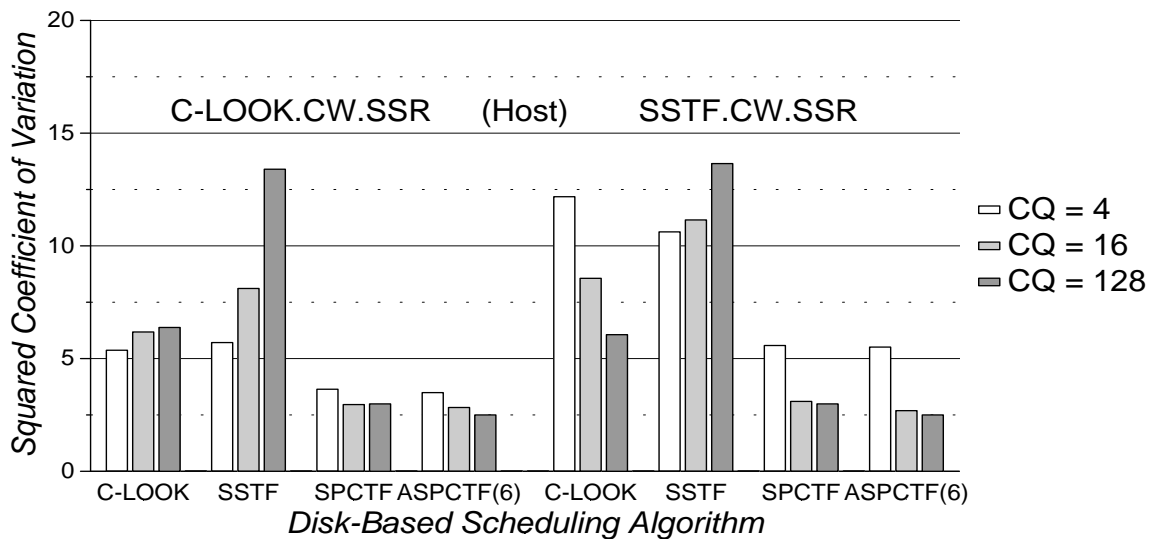 20
15
10
5
0
Squared Coefficient of Variation
C-LOOK.CW.SSR (Host) SSTF.CW.SSR
CQ = 4
CQ = 16
CQ = 128
C-LOOK SSTF SPCTF ASPCTF(6) C-LOOK SSTF SPCTF ASPCTF(6)
Disk-Based Scheduling Algorithm